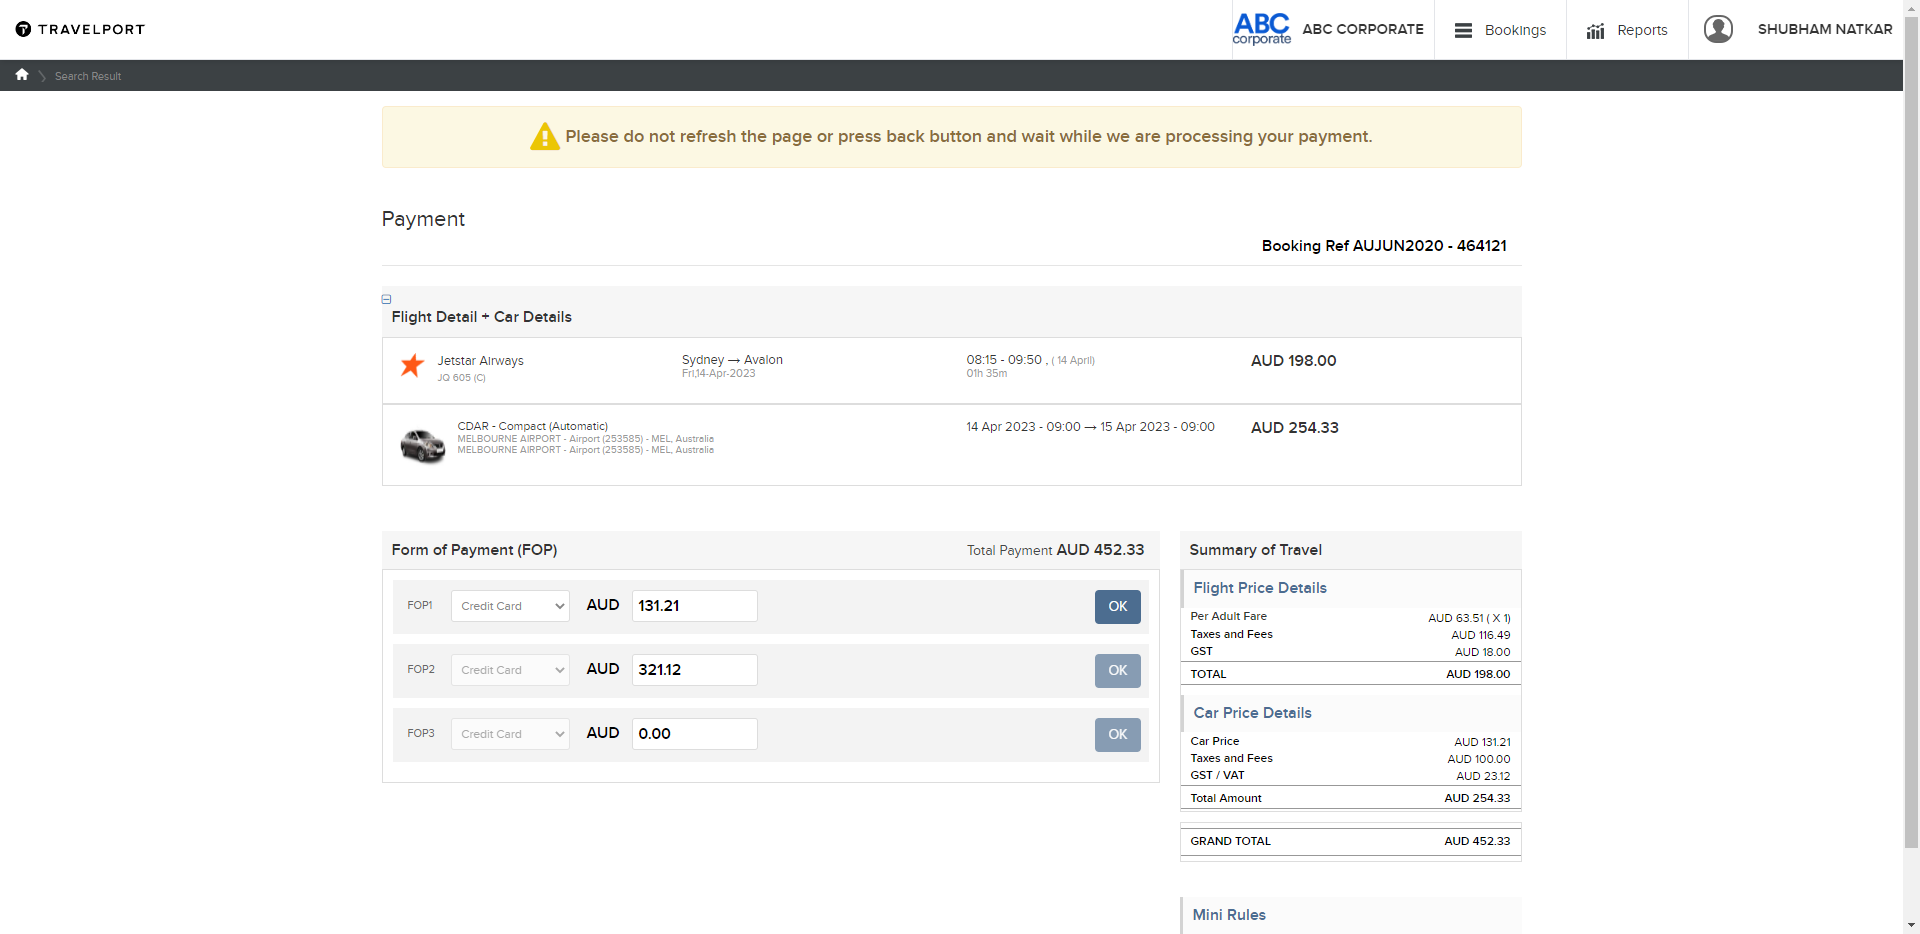 TRAVELPORT
ABC corporate ABC CORPORATE Bookings Reports SHUBHAM NATKAR
Search Result
Please do not refresh the page or press back button and wait while we are processing your payment.
Payment
Booking Ref AUJUN2020 - 464121
Flight Detail + Car Details
Jetstar Airways Sydney → Avalon 08:15 - 09:50 , ( 14 April) AUD 198.00
JQ 605 (C) Fri,14-Apr-2023 01h 35m
CDAR - Compact (Automatic) 14 Apr 2023 - 09:00 → 15 Apr 2023 - 09:00 AUD 254.33
MELBOURNE AIRPORT - Airport (253585) - MEL, Australia
MELBOURNE AIRPORT - Airport (253585) - MEL, Australia
Form of Payment (FOP) Total Payment AUD 452.33
FOP1 Credit Card AUD 131.21 OK
FOP2 Credit Card AUD 321.12 OK
FOP3 Credit Card AUD 0.00 OK
Summary of Travel
Flight Price Details
Per Adult Fare AUD 63.51 ( X 1)
Taxes and Fees AUD 116.49
GST AUD 18.00
TOTAL AUD 198.00
Car Price Details
Car Price AUD 131.21
Taxes and Fees AUD 100.00
GST / VAT AUD 23.12
Total Amount AUD 254.33
GRAND TOTAL AUD 452.33
Mini Rules